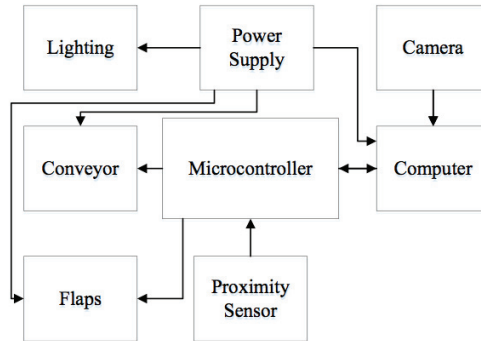 Lighting
Power
Supply
Camera
Conveyor
Microcontroller
Computer
Flaps
Proximity
Sensor